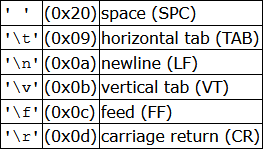 ' ' (0x20) space (SPC)
'\t' (0x09) horizontal tab (TAB)
'\n' (0x0a) newline (LF)
'\v' (0x0b) vertical tab (VT)
'\f' (0x0c) feed (FF)
'\r' (0x0d) carriage return (CR)